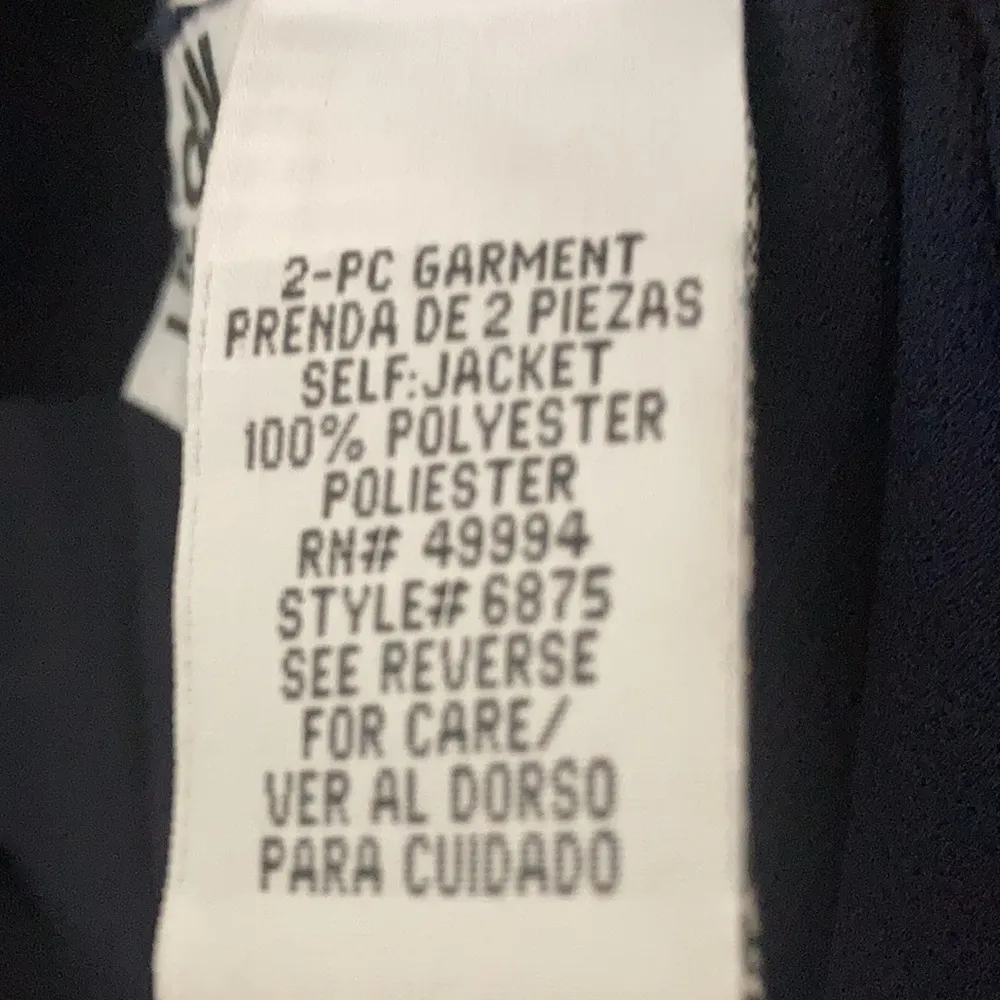 2-PC GARMENT
PRENDA DE 2 PIEZAS
SELF:JACKET
100% POLYESTER
POLIESTER
RN# 49994
STYLE# 6875
SEE REVERSE
FOR CARE/
VER AL DORSO
PARA CUIDADO